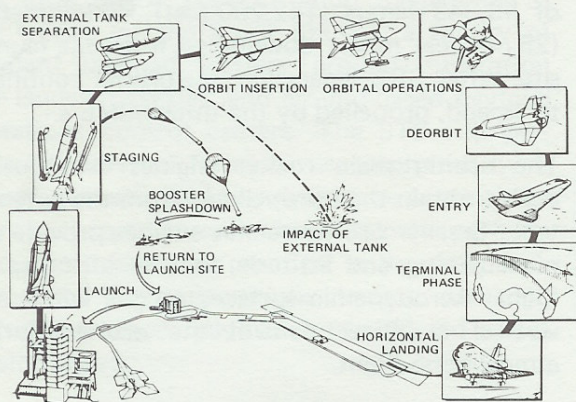 EXTERNAL TANK
SEPARATION
ORBIT INSERTION
ORBITAL OPERATIONS
DEORBIT
STAGING
ENTRY
BOOSTER
SPLASHDOWN
IMPACT OF
EXTERNAL TANK
RETURN TO
LAUNCH SITE
TERMINAL
PHASE
LAUNCH
HORIZONTAL
LANDING